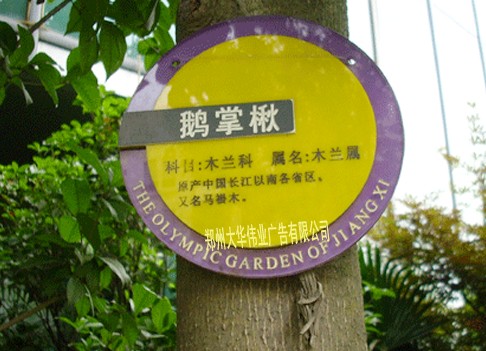 鹅掌楸
科目:木兰科 属名:木兰属
原产中国长江以南各省区。
又名马褂木。
郑州大华伟业广告有限公司
THE OLYMPIC GARDEN OF JIANGXI